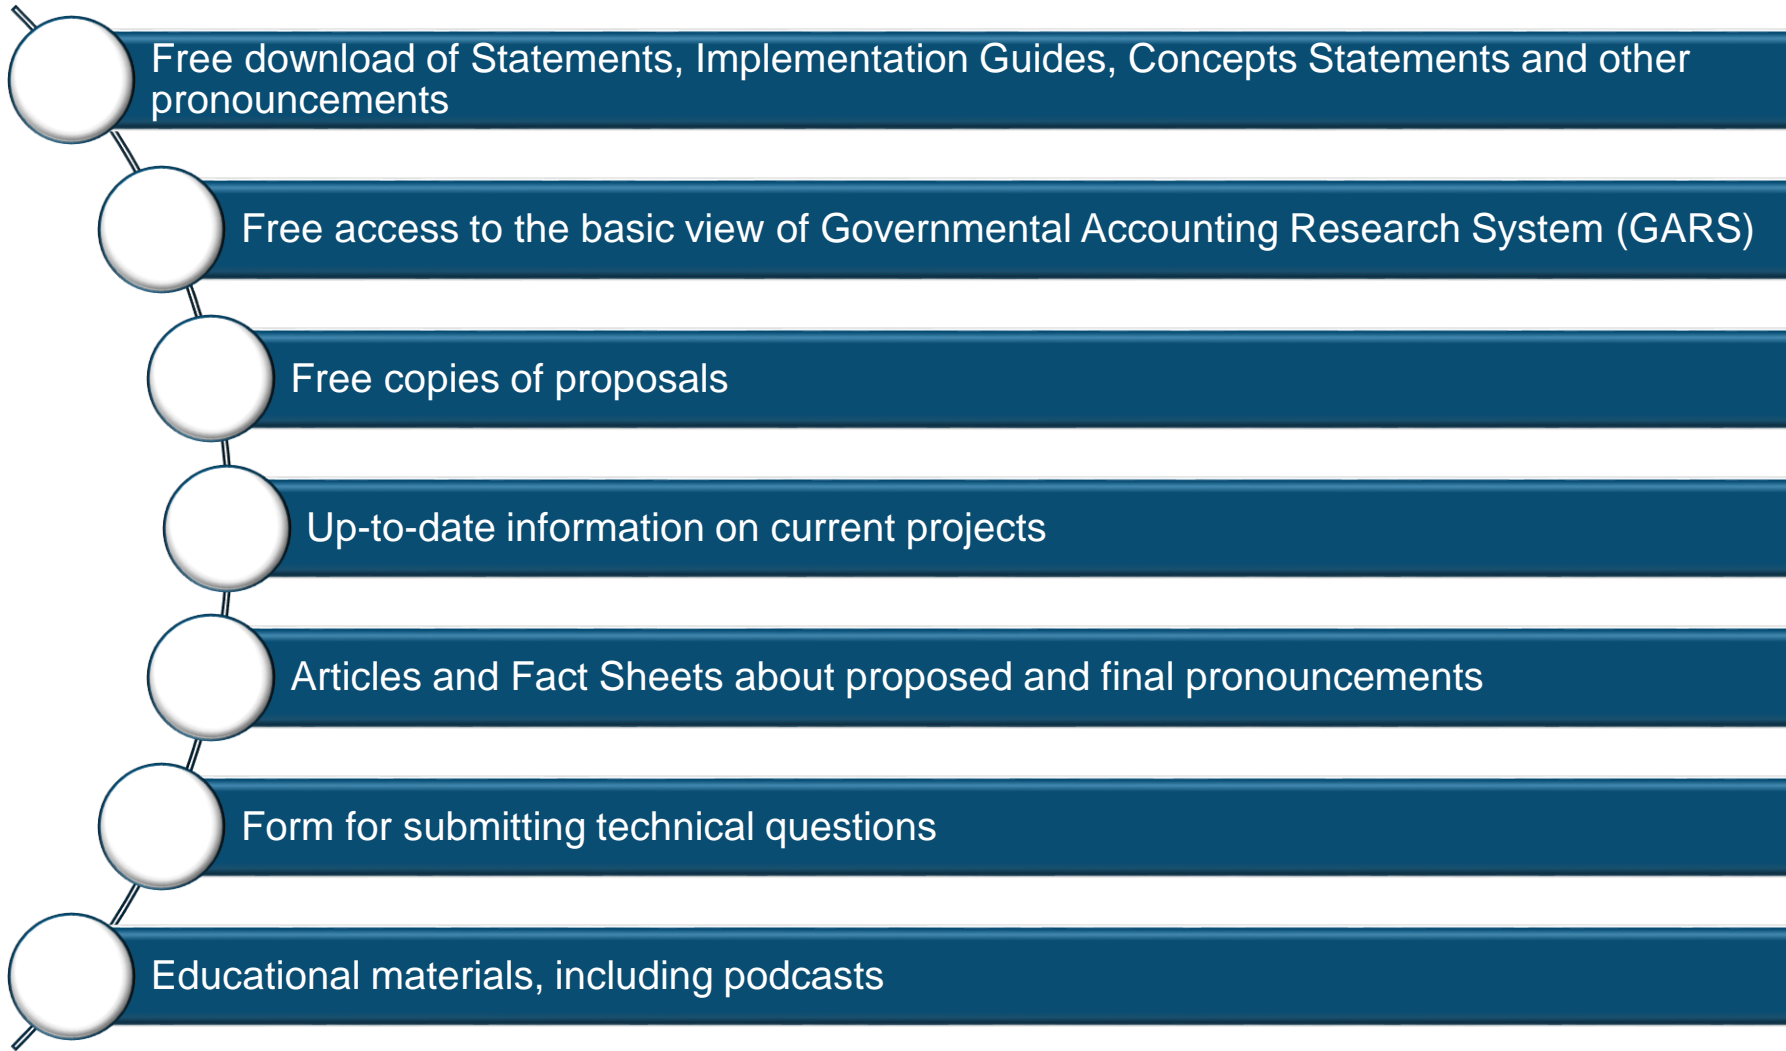 Free download of Statements, Implementation Guides, Concepts Statements and other
pronouncements
Free access to the basic view of Governmental Accounting Research System (GARS)
Free copies of proposals
Up-to-date information on current projects
Articles and Fact Sheets about proposed and final pronouncements
Form for submitting technical questions
Educational materials, including podcasts